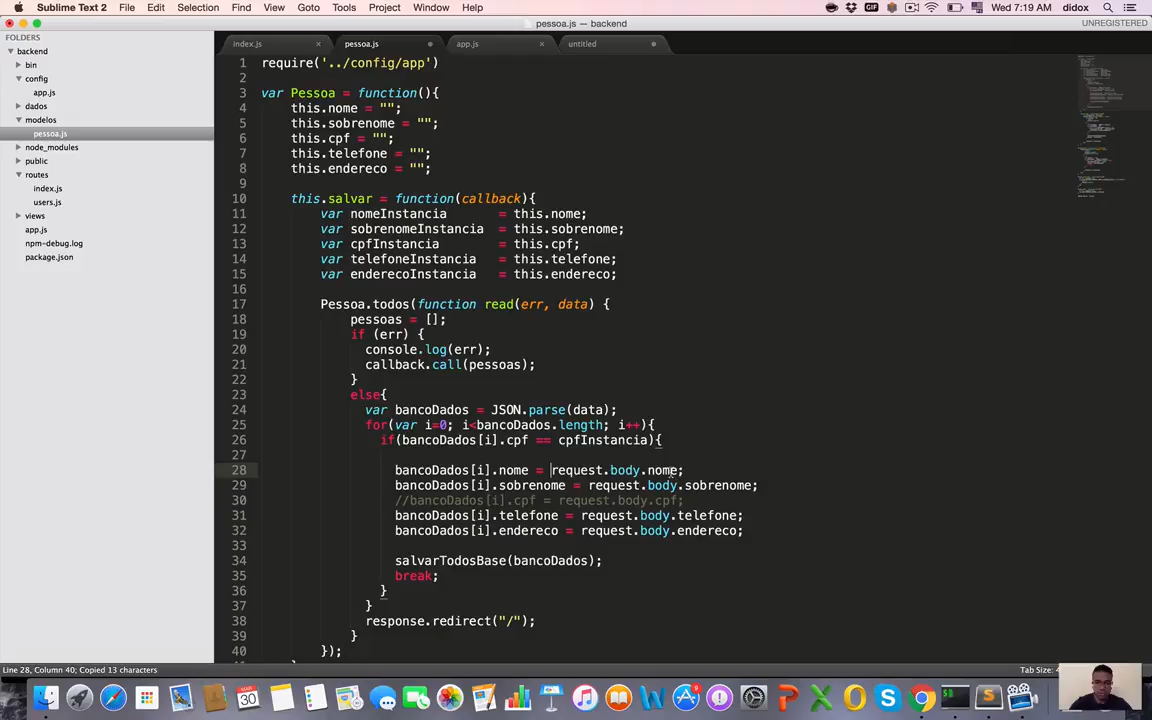 Sublime Text 2 File Edit Selection Find View Goto Tools Project Window Help GIF Wed 7:19 AM didox
pessoa.js — backend UNREGISTERED
FOLDERS
backend
bin
config
app.js
dados
modelos
pessoa.js
node_modules
public
routes
index.js
users.js
views
app.js
npm-debug.log
package.json
index.js pessoa.js app.js untitled
1 require('../config/app')
2
3 var Pessoa = function(){
4 this.nome = "";
5 this.sobrenome = "";
6 this.cpf = "";
7 this.telefone = "";
8 this.endereco = "";
9
10 this.salvar = function(callback){
11 var nomeInstancia = this.nome;
12 var sobrenomeInstancia = this.sobrenome;
13 var cpfInstancia = this.cpf;
14 var telefoneInstancia = this.telefone;
15 var enderecoInstancia = this.endereco;
16
17 Pessoa.todos(function read(err, data) {
18 pessoas = [];
19 if (err) {
20 console.log(err);
21 callback.call(pessoas);
22 }
23 else{
24 var bancoDados = JSON.parse(data);
25 for(var i=0; i<bancoDados.length; i++){
26 if(bancoDados[i].cpf == cpfInstancia){
27
28 bancoDados[i].nome = request.body.nome;
29 bancoDados[i].sobrenome = request.body.sobrenome;
30 //bancoDados[i].cpf = request.body.cpf;
31 bancoDados[i].telefone = request.body.telefone;
32 bancoDados[i].endereco = request.body.endereco;
33
34 salvarTodosBase(bancoDados);
35 break;
36 }
37 }
38 response.redirect("/");
39 }
40 });
Line 28, Column 40; Copied 13 characters Tab Size: